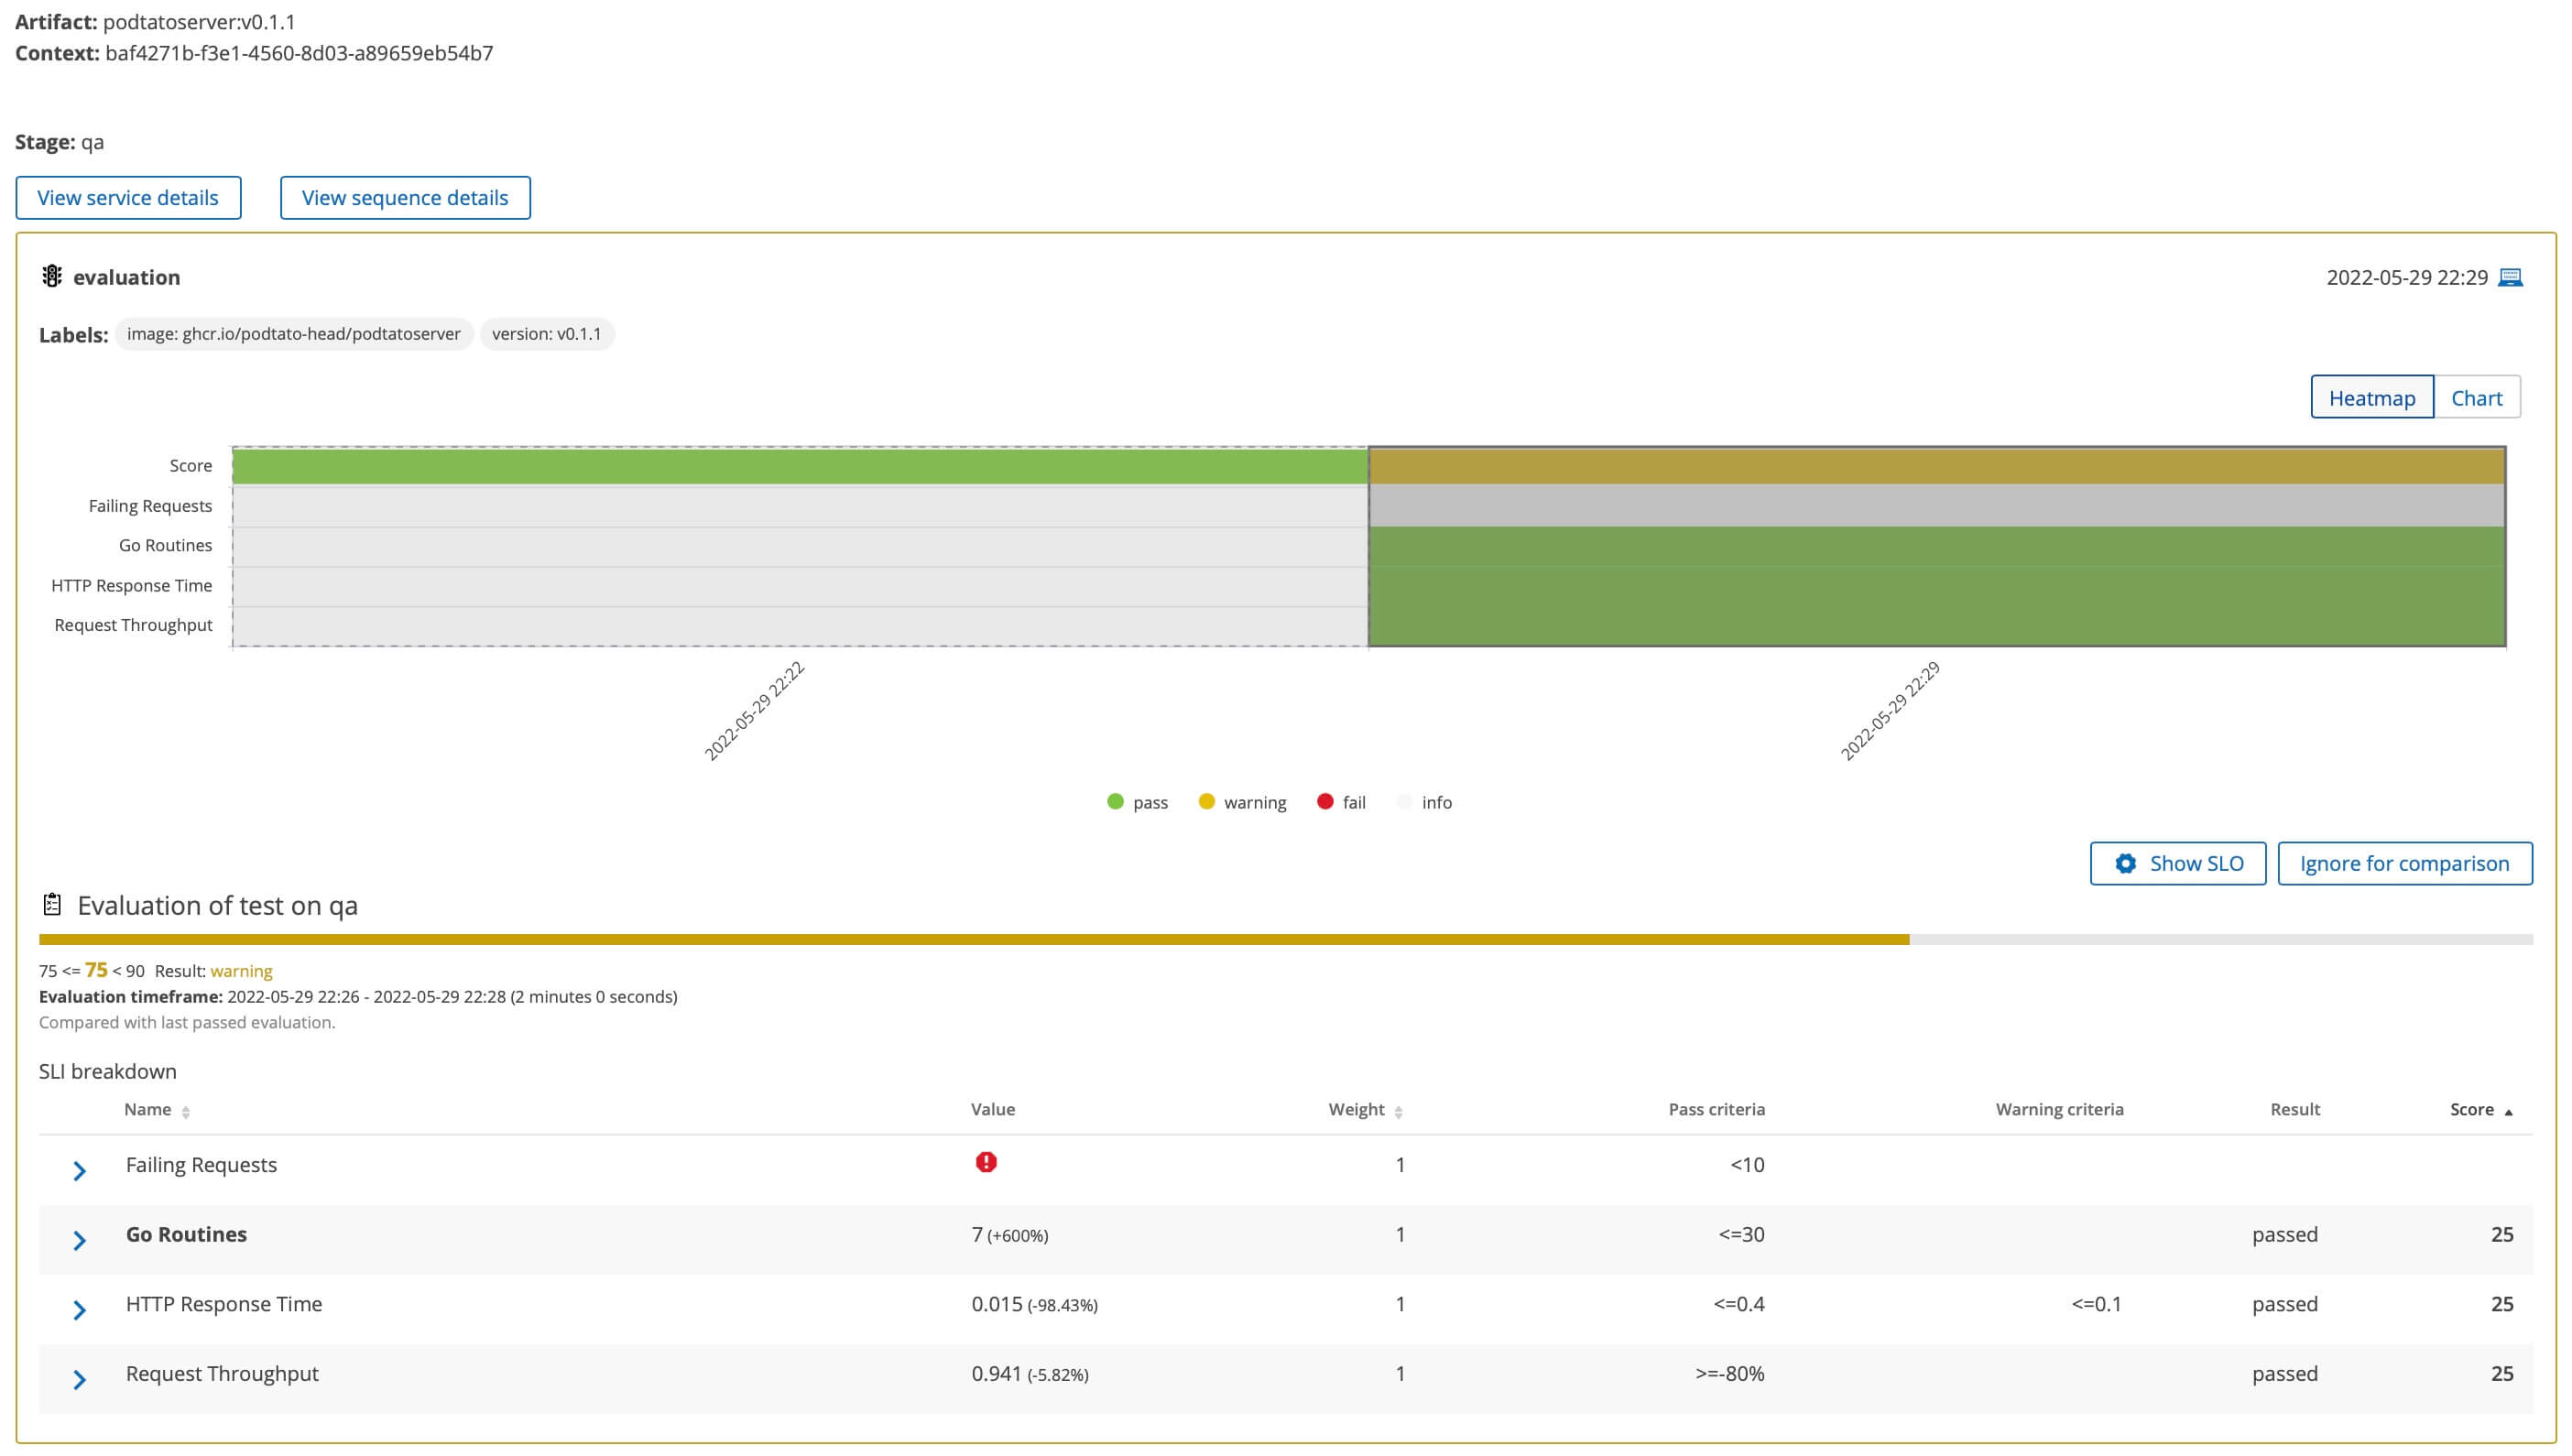 Artifact: podtatoserver:v0.1.1
Context: baf4271b-f3e1-4560-8d03-a89659eb54b7
Stage: qa
View service details View sequence details
evaluation 2022-05-29 22:29
Labels: image: ghcr.io/podtato-head/podtatoserver version: v0.1.1
Heatmap Chart
Score
Failing Requests
Go Routines
HTTP Response Time
Request Throughput
2022-05-29 22:22 2022-05-29 22:29
pass warning fail info
Show SLO Ignore for comparison
Evaluation of test on qa
75 <= 75 < 90 Result: warning
Evaluation timeframe: 2022-05-29 22:26 - 2022-05-29 22:28 (2 minutes 0 seconds)
Compared with last passed evaluation.
SLI breakdown
Name Value Weight Pass criteria Warning criteria Result Score
Failing Requests 1 <10
Go Routines 7 (+600%) 1 <=30 passed 25
HTTP Response Time 0.015 (-98.43%) 1 <=0.4 <=0.1 passed 25
Request Throughput 0.941 (-5.82%) 1 >=-80% passed 25